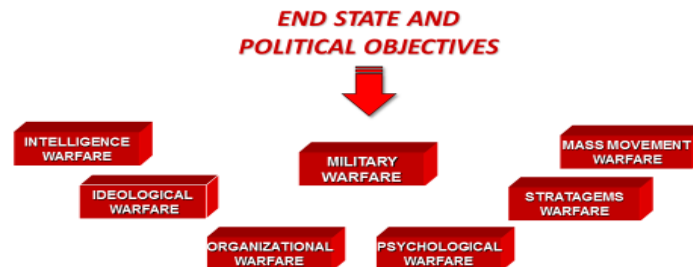 END STATE AND
POLITICAL OBJECTIVES
INTELLIGENCE
WARFARE
IDEOLOGICAL
WARFARE
ORGANIZATIONAL
WARFARE
MILITARY
WARFARE
PSYCHOLOGICAL
WARFARE
STRATAGEMS
WARFARE
MASS MOVEMENT
WARFARE